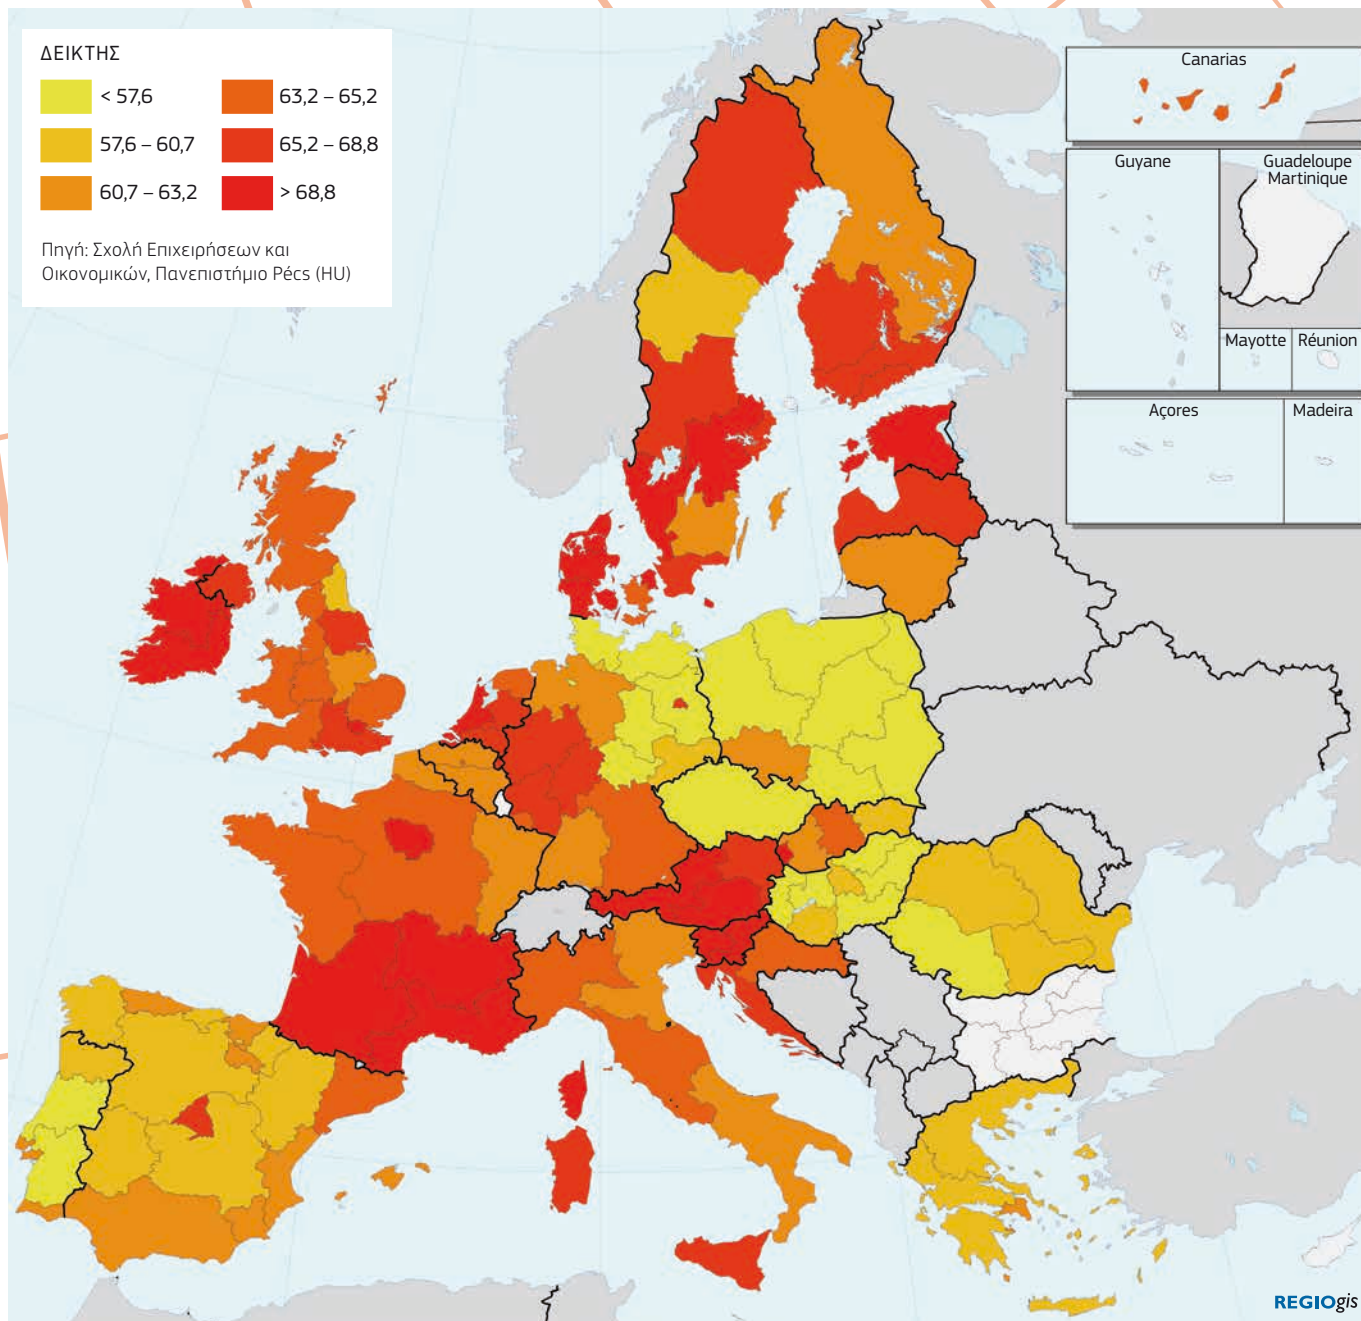 ΔΕΙΚΤΗΣ
< 57,6
57,6 – 60,7
60,7 – 63,2
63,2 – 65,2
65,2 – 68,8
> 68,8
Πηγή: Σχολή Επιχειρήσεων και
Οικονομικών, Πανεπιστήμιο Pécs (HU)
Canarias
Guyane
Guadeloupe
Martinique
Mayotte
Réunion
Açores
Madeira
REGIOgis